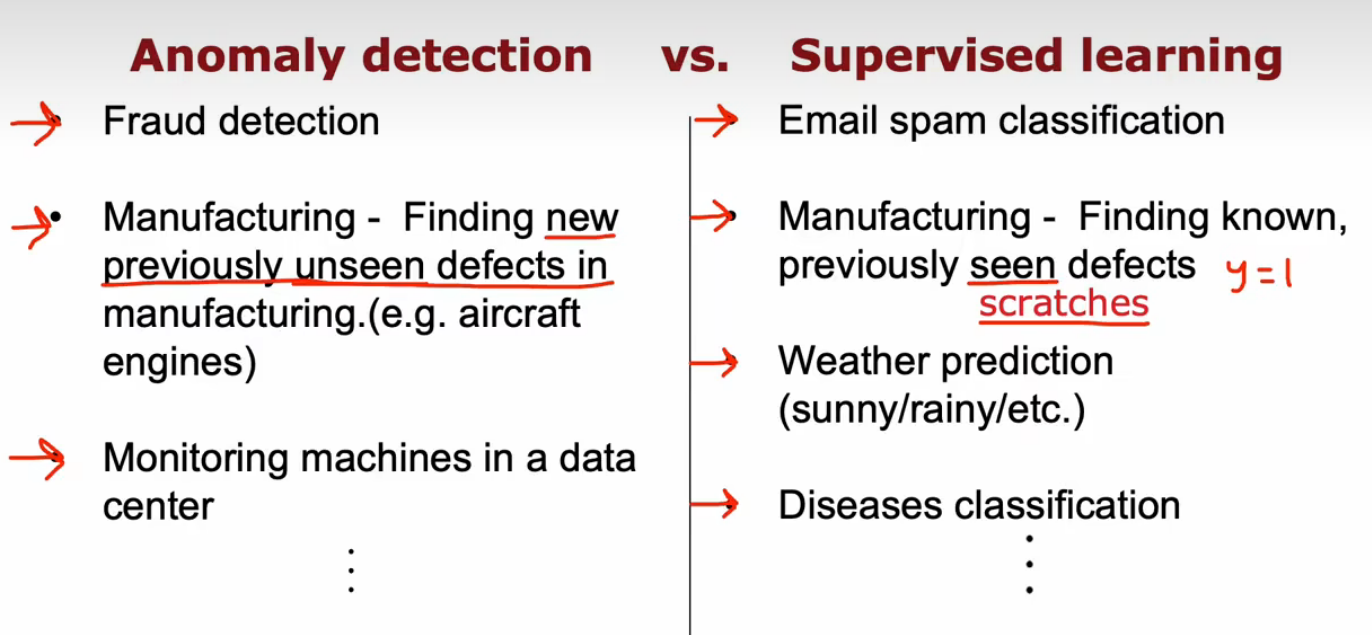 Anomaly detection vs. Supervised learning
Fraud detection
Manufacturing - Finding new
previously unseen defects in
manufacturing.(e.g. aircraft
engines)
Monitoring machines in a data
center
Email spam classification
Manufacturing - Finding known,
previously seen defects y=1
scratches
Weather prediction
(sunny/rainy/etc.)
Diseases classification